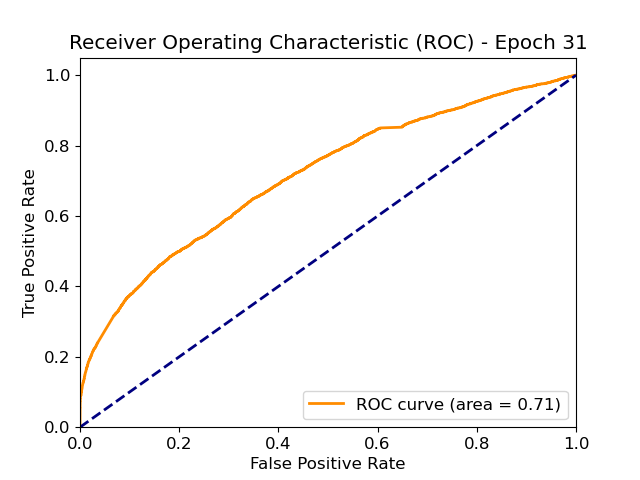 Receiver Operating Characteristic (ROC) - Epoch 31
True Positive Rate
1.0
0.8
0.6
0.4
0.2
0.0
ROC curve (area = 0.71)
0.0 0.2 0.4 0.6 0.8 1.0
False Positive Rate